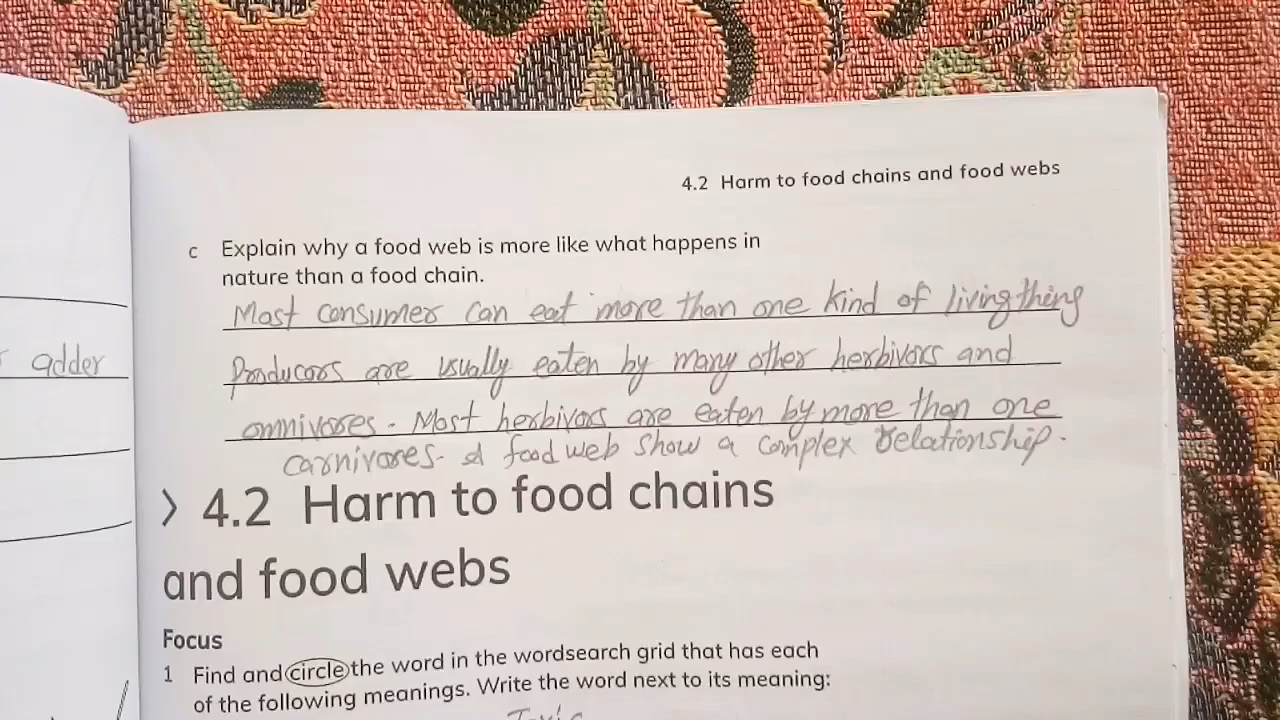 4.2 Harm to food chains and food webs
c Explain why a food web is more like what happens in
nature than a food chain.
Most consumer can eat more than one kind of living thing
Producers are usually eaten by many other herbivors and
adder
omnivores. Most herbivors are eaten by more than one
carnivores. A food web show a complex relationship.
> 4.2 Harm to food chains
and food webs
Focus
1 Find and circle the word in the wordsearch grid that has each
of the following meanings. Write the word next to its meaning: